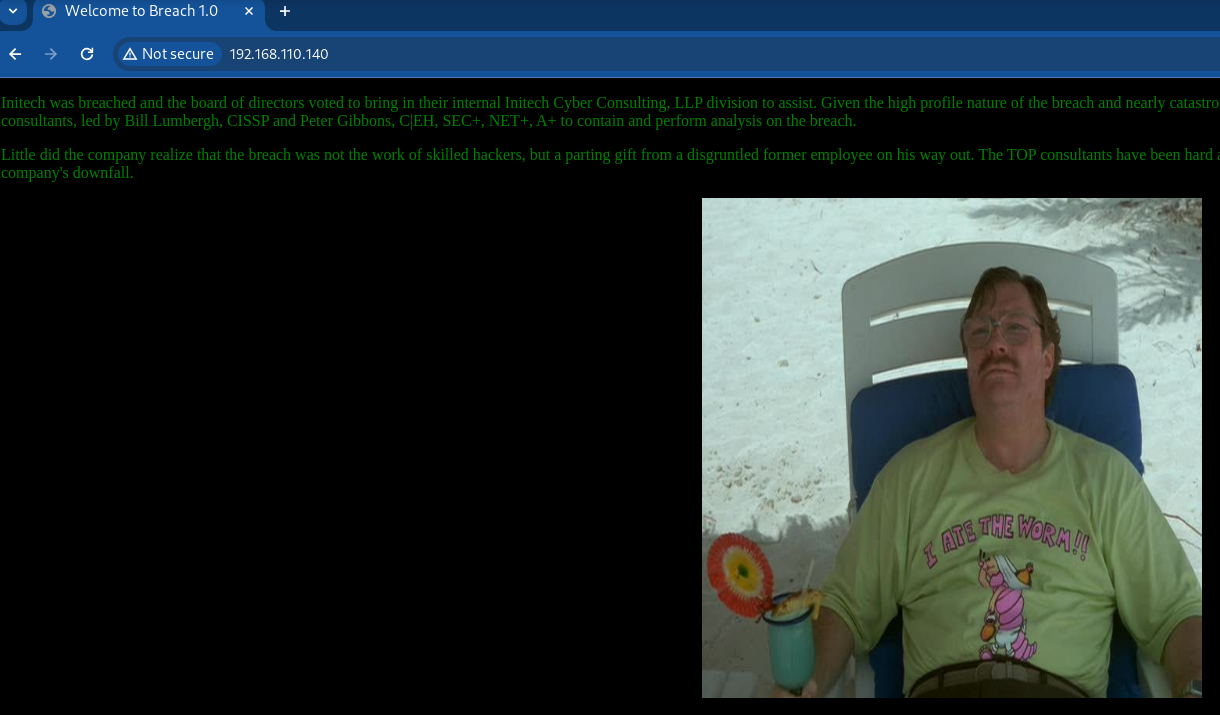 Welcome to Breach 1.0
Not secure
192.168.110.140
Initech was breached and the board of directors voted to bring in their internal Initech Cyber Consulting, LLP division to assist. Given the high profile nature of the breach and nearly catastro
consultants, led by Bill Lumbergh, CISSP and Peter Gibbons, C|EH, SEC+, NET+, A+ to contain and perform analysis on the breach.
Little did the company realize that the breach was not the work of skilled hackers, but a parting gift from a disgruntled former employee on his way out. The TOP consultants have been hard a
company's downfall.
I ATE THE WORM!!